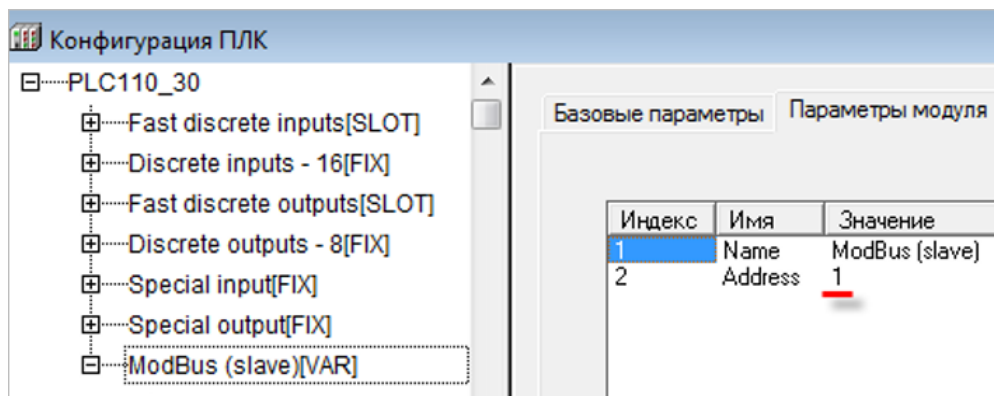 Конфигурация ПЛК
PLC110_30
Fast discrete inputs[SLOT]
Discrete inputs - 16[FIX]
Fast discrete outputs[SLOT]
Discrete outputs - 8[FIX]
Special input[FIX]
Special output[FIX]
ModBus (slave)[VAR]
Базовые параметры Параметры модуля
Индекс Имя Значение
1 Name ModBus (slave)
2 Address 1